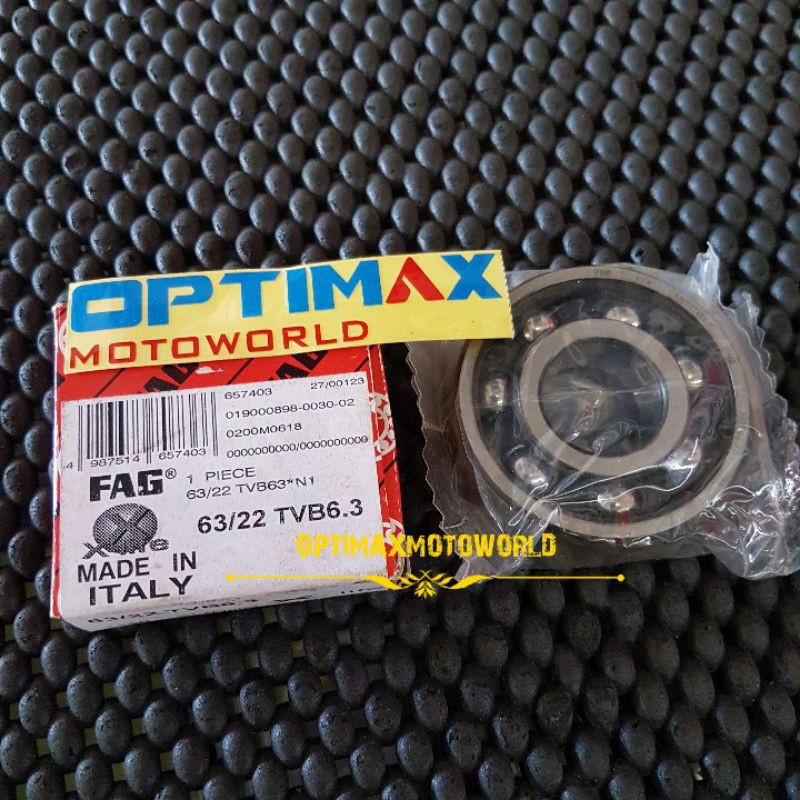 OPTIMAX
MOTOWORLD
657403 27/00123
019000898-0030-02
0200M0618
0000000000/0000000000
4 987514 657403
FAG® 1 PIECE
63/22 TVB63*N1
63/22 TVB6.3
X-life
MADE IN
ITALY
OPTIMAXMOTOWORLD